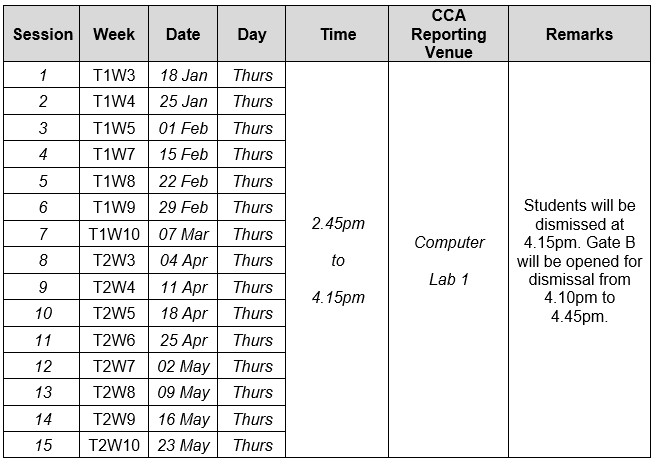 Session Week Date Day Time CCA Reporting Venue Remarks
1 T1W3 18 Jan Thurs
2 T1W4 25 Jan Thurs
3 T1W5 01 Feb Thurs
4 T1W7 15 Feb Thurs
5 T1W8 22 Feb Thurs
6 T1W9 29 Feb Thurs
7 T1W10 07 Mar Thurs
8 T2W3 04 Apr Thurs
9 T2W4 11 Apr Thurs
10 T2W5 18 Apr Thurs
11 T2W6 25 Apr Thurs
12 T2W7 02 May Thurs
13 T2W8 09 May Thurs
14 T2W9 16 May Thurs
15 T2W10 23 May Thurs
2.45pm
to
4.15pm
Computer
Lab 1
Students will be
dismissed at
4.15pm. Gate B
will be opened for
dismissal from
4.10pm to
4.45pm.